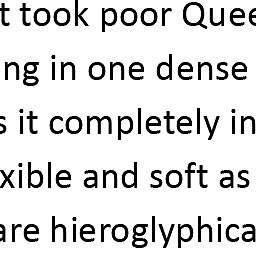 t took poor Quee
ng in one dense
s it completely in
xible and soft as
are hieroglyphica